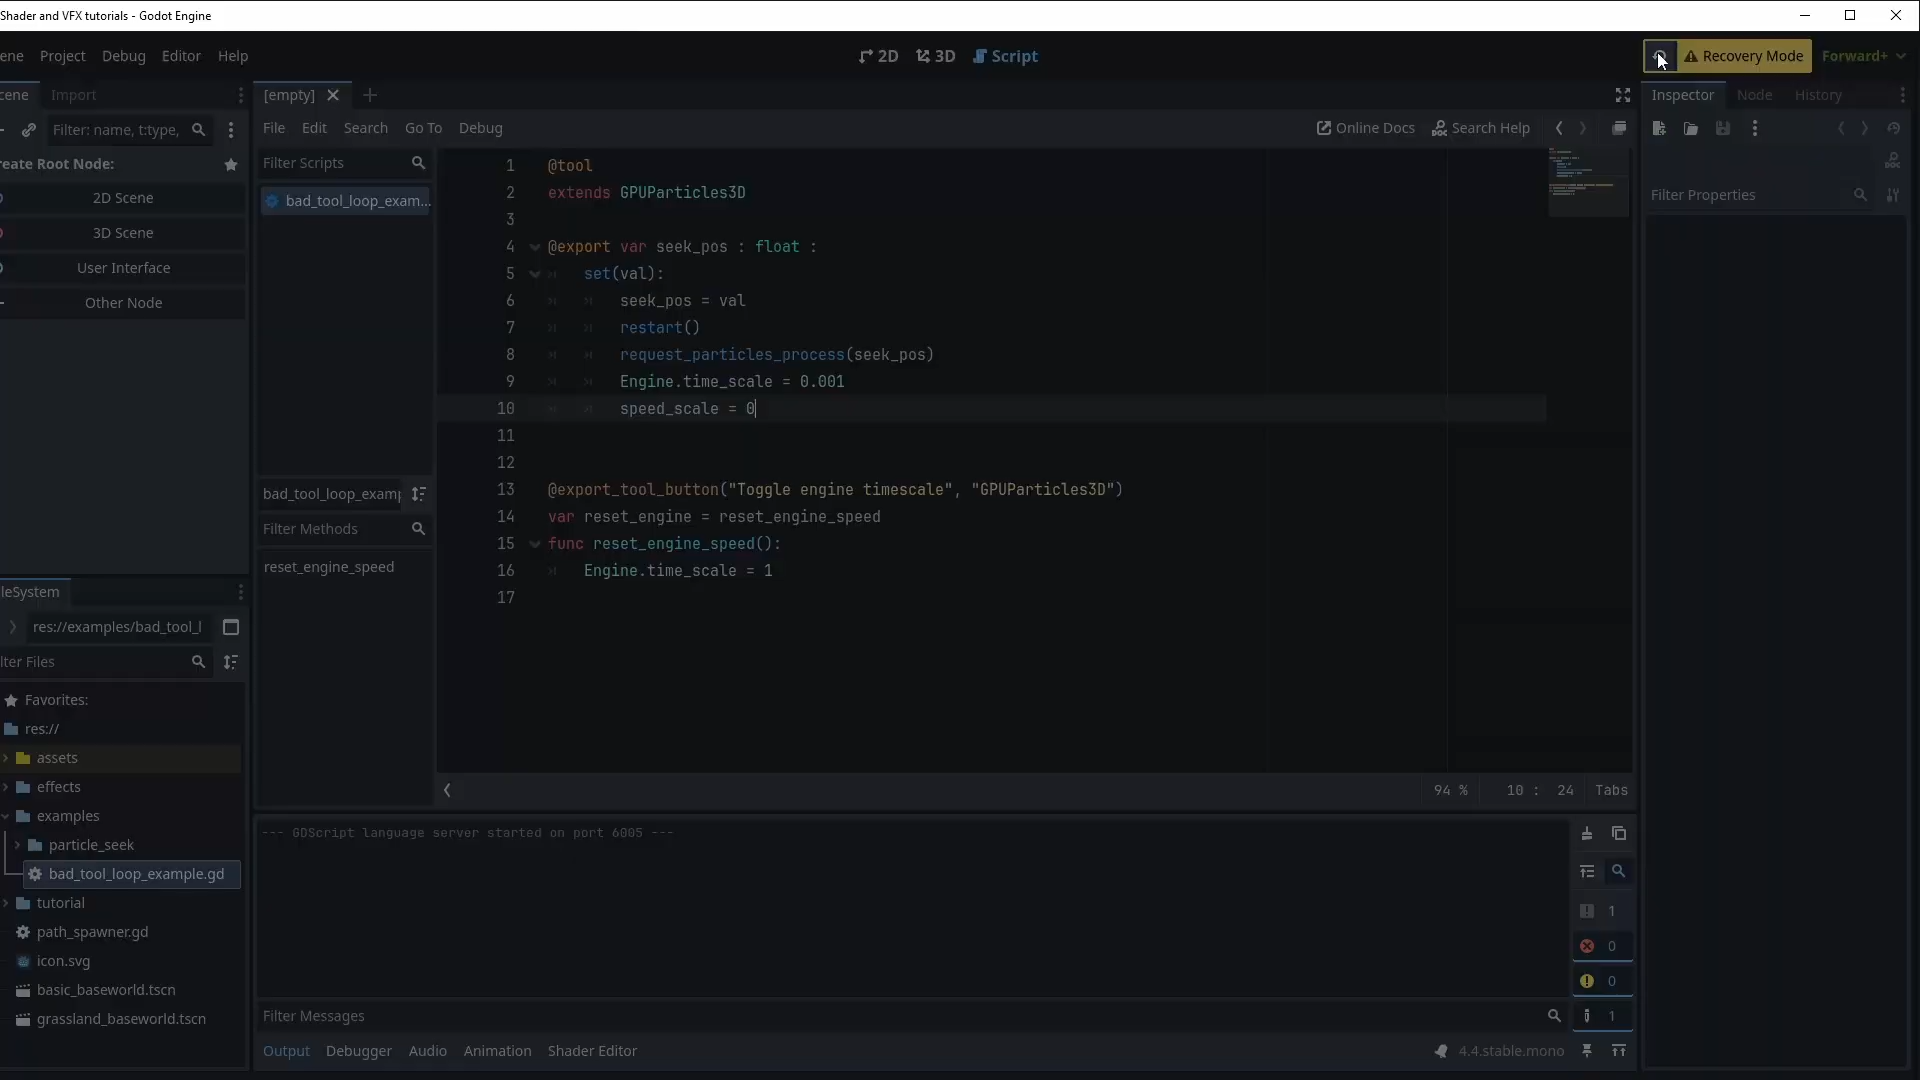 Shader and VFX tutorials - Godot Engine
ene Project Debug Editor Help
2D 3D Script
Recovery Mode Forward+
cene Import
[empty]
Inspector Node History
Filter: name, t:type,
File Edit Search Go To Debug
Online Docs Search Help
reate Root Node:
2D Scene
3D Scene
User Interface
Other Node
Filter Scripts
bad_tool_loop_exam...
bad_tool_loop_examp
Filter Methods
reset_engine_speed
1 @tool
2 extends GPUParticles3D
3
4 @export var seek_pos : float :
5 set(val):
6 seek_pos = val
7 restart()
8 request_particles_process(seek_pos)
9 Engine.time_scale = 0.001
10 speed_scale = 0
11
12
13 @export_tool_button("Toggle engine timescale", "GPUParticles3D")
14 var reset_engine = reset_engine_speed
15 func reset_engine_speed():
16 Engine.time_scale = 1
17
94 % 10 : 24 Tabs
Filter Properties
leSystem
res://examples/bad_tool_l
lter Files
Favorites:
res://
assets
effects
examples
particle_seek
bad_tool_loop_example.gd
tutorial
path_spawner.gd
icon.svg
basic_baseworld.tscn
grassland_baseworld.tscn
--- GDScript language server started on port 6005 ---
1
0
0
1
Filter Messages
Output Debugger Audio Animation Shader Editor
4.4.stable.mono